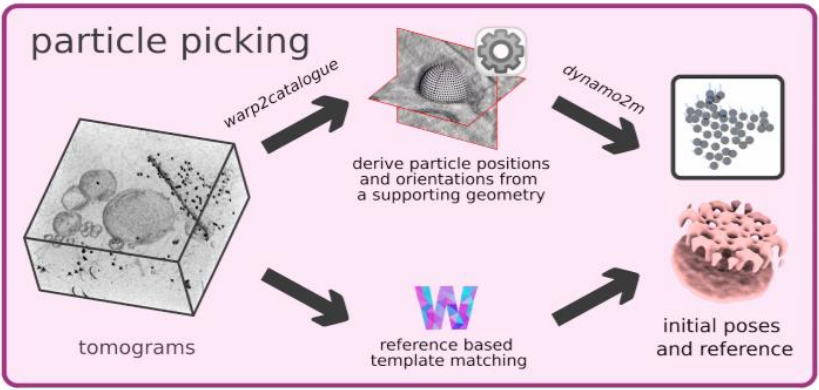 particle picking
warp2catalogue
dynamo2m
derive particle positions
and orientations from
a supporting geometry
W
reference based
template matching
tomograms
initial poses
and reference